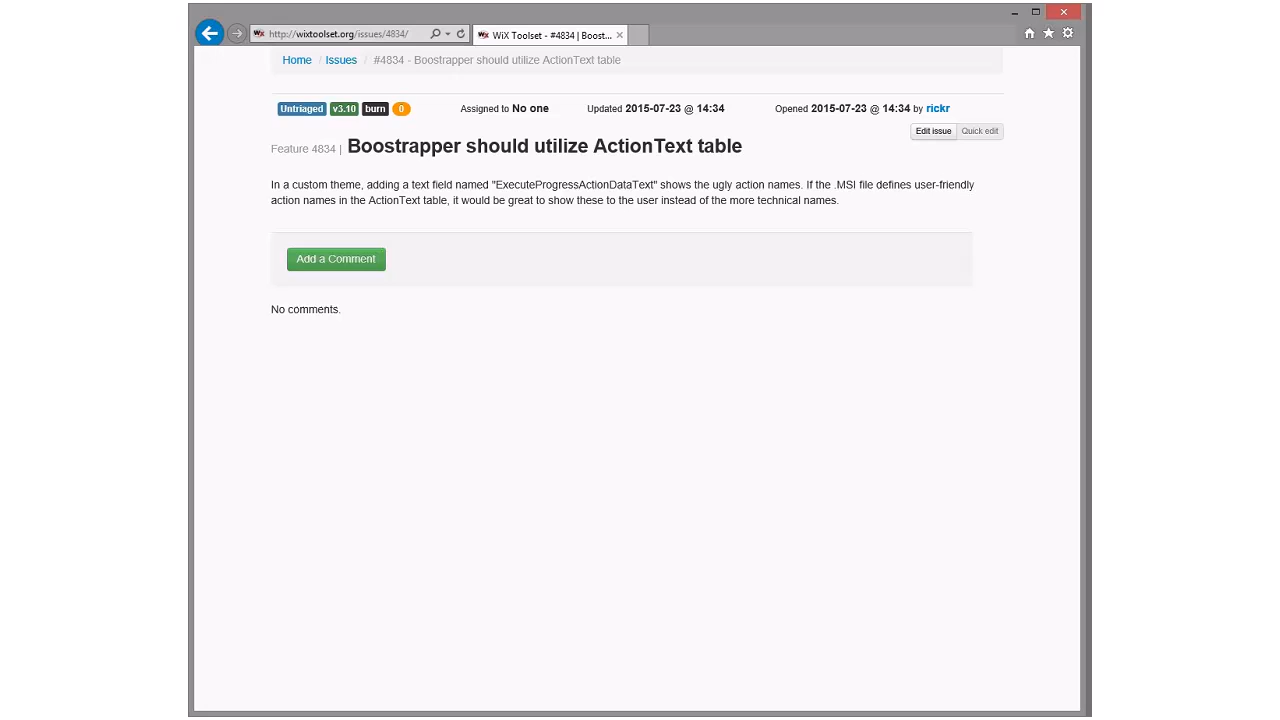 http://wixtoolset.org/issues/4834/
WiX Toolset - #4834 | Boost...
Home / Issues / #4834 - Boostrapper should utilize ActionText table
Untriaged v3.10 burn 0 Assigned to No one Updated 2015-07-23 @ 14:34 Opened 2015-07-23 @ 14:34 by rickr
Edit issue Quick edit
Feature 4834 | Boostrapper should utilize ActionText table
In a custom theme, adding a text field named "ExecuteProgressActionDataText" shows the ugly action names. If the .MSI file defines user-friendly
action names in the ActionText table, it would be great to show these to the user instead of the more technical names.
Add a Comment
No comments.